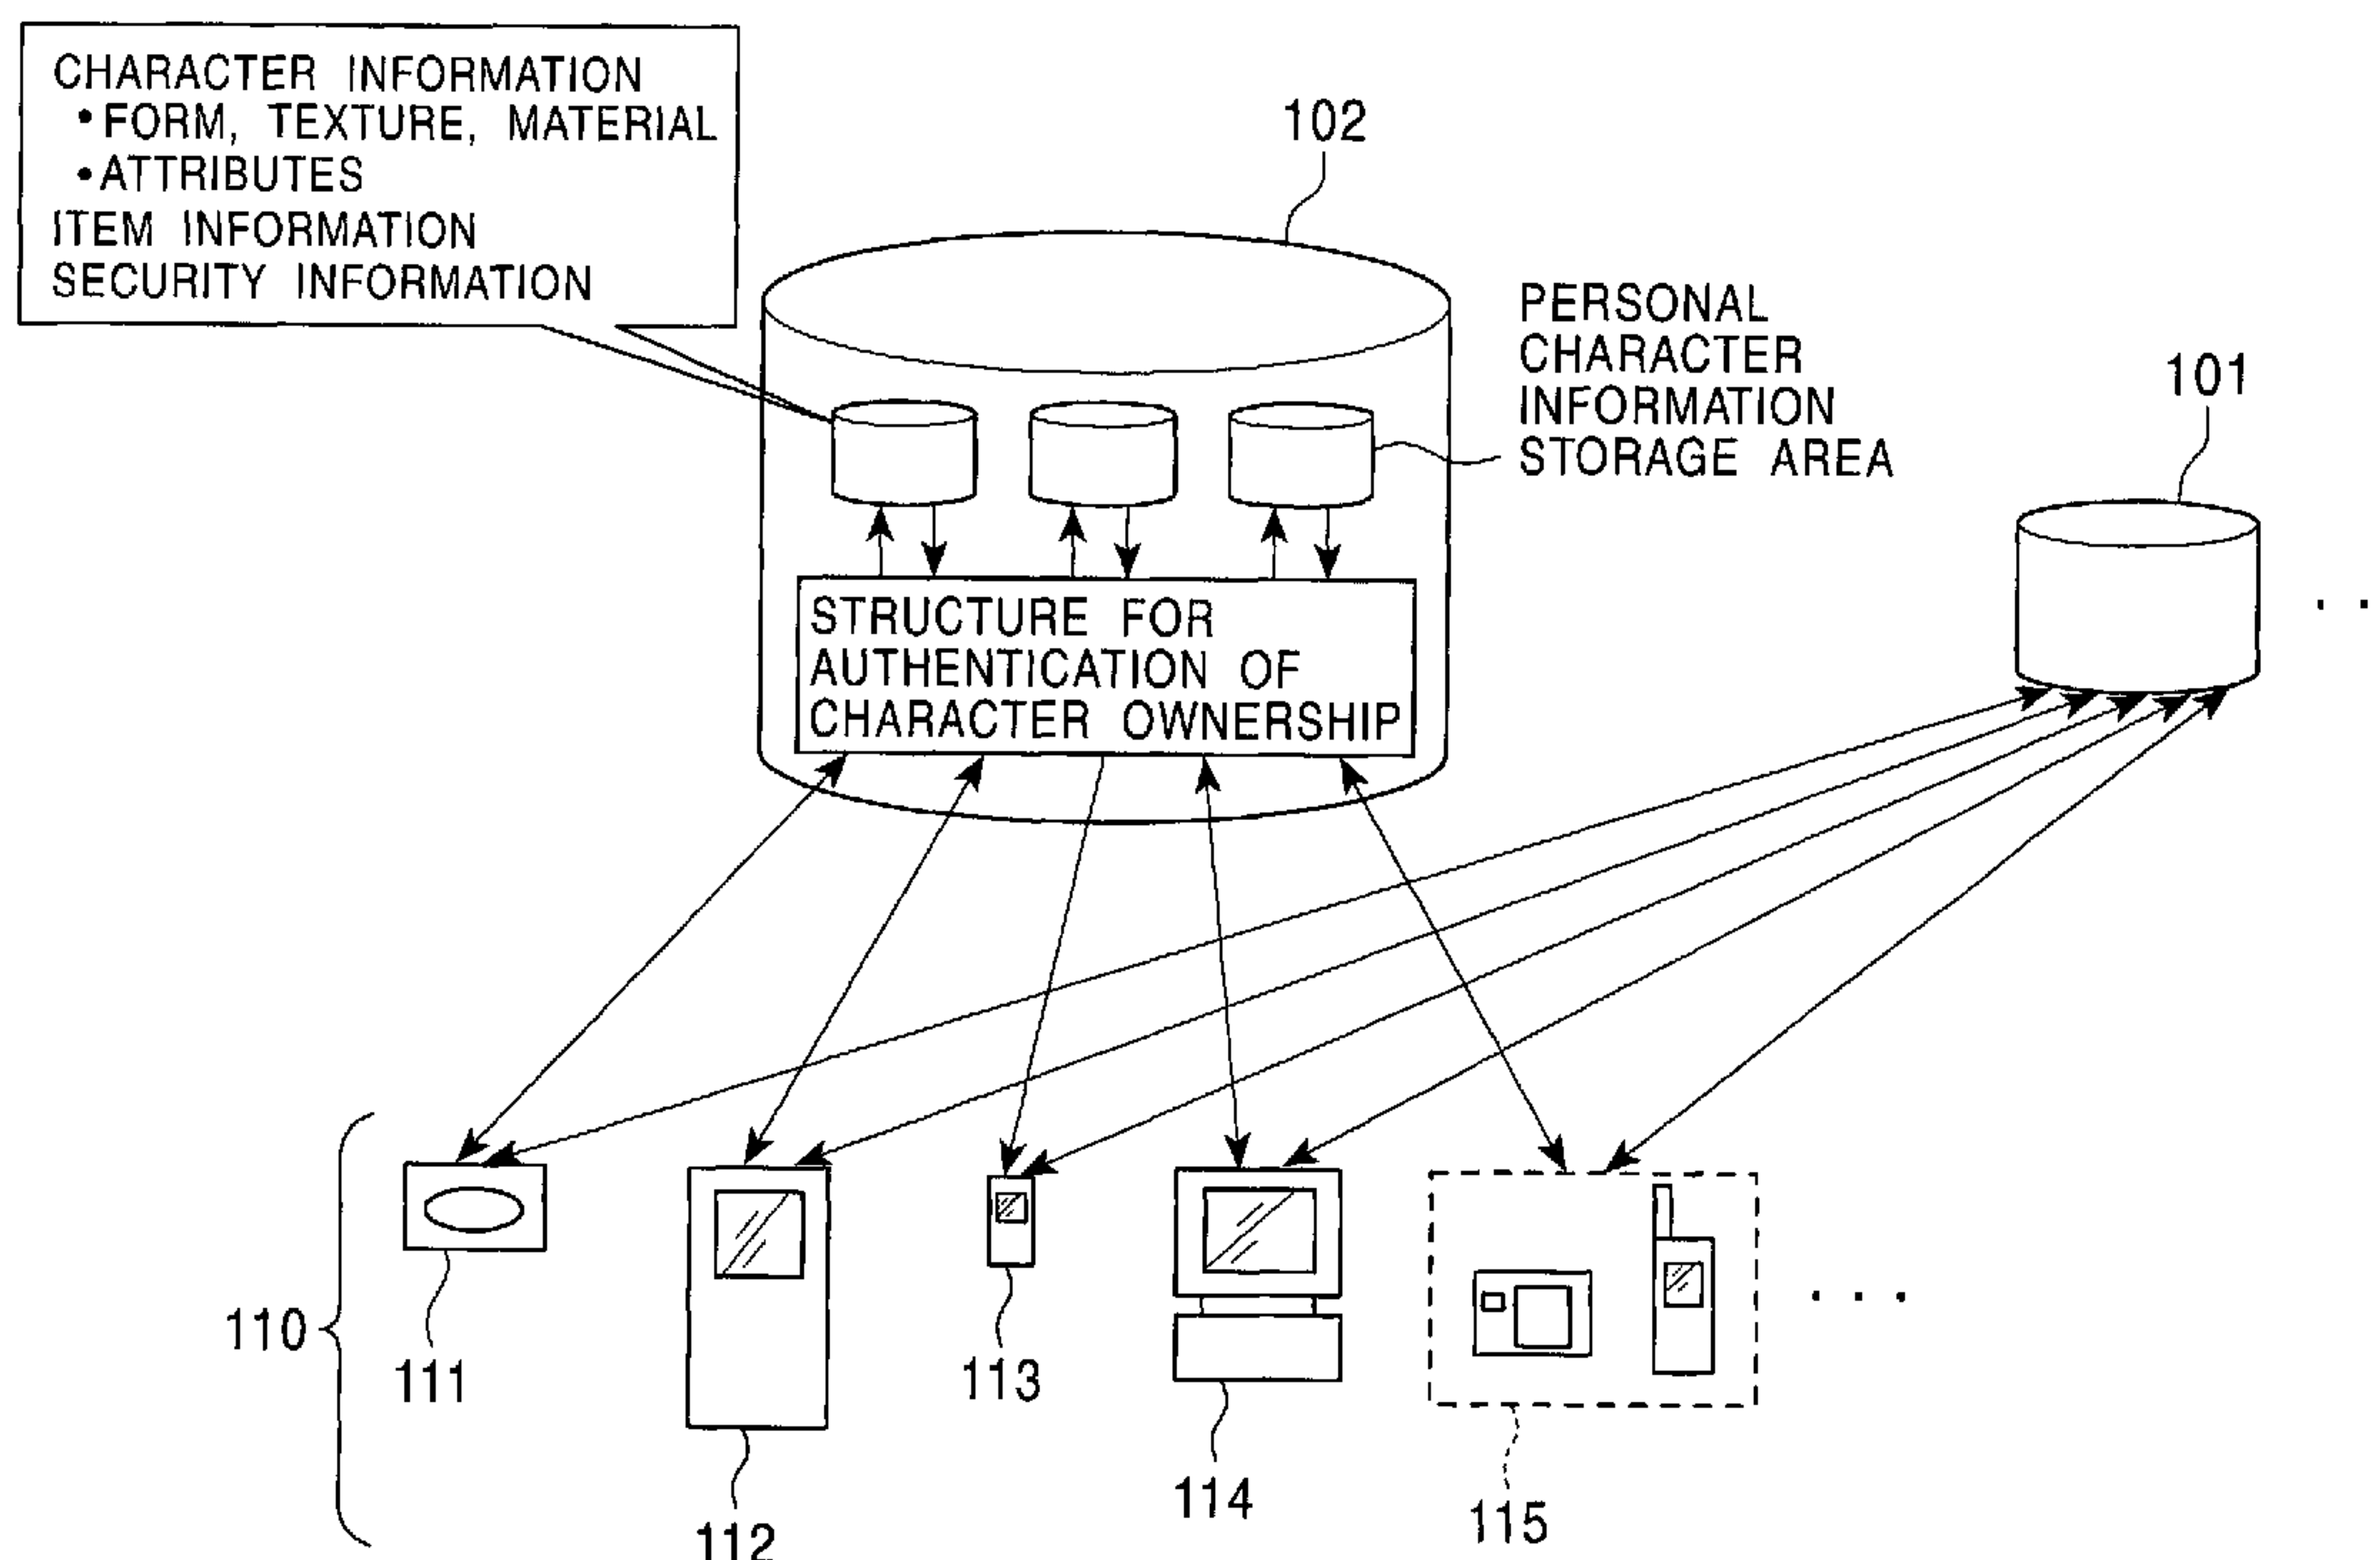 CHARACTER INFORMATION
•FORM, TEXTURE, MATERIAL
•ATTRIBUTES
ITEM INFORMATION
SECURITY INFORMATION
102
PERSONAL
CHARACTER
INFORMATION
STORAGE AREA
101
STRUCTURE FOR
AUTHENTICATION OF
CHARACTER OWNERSHIP
110
111
112
113
114
115